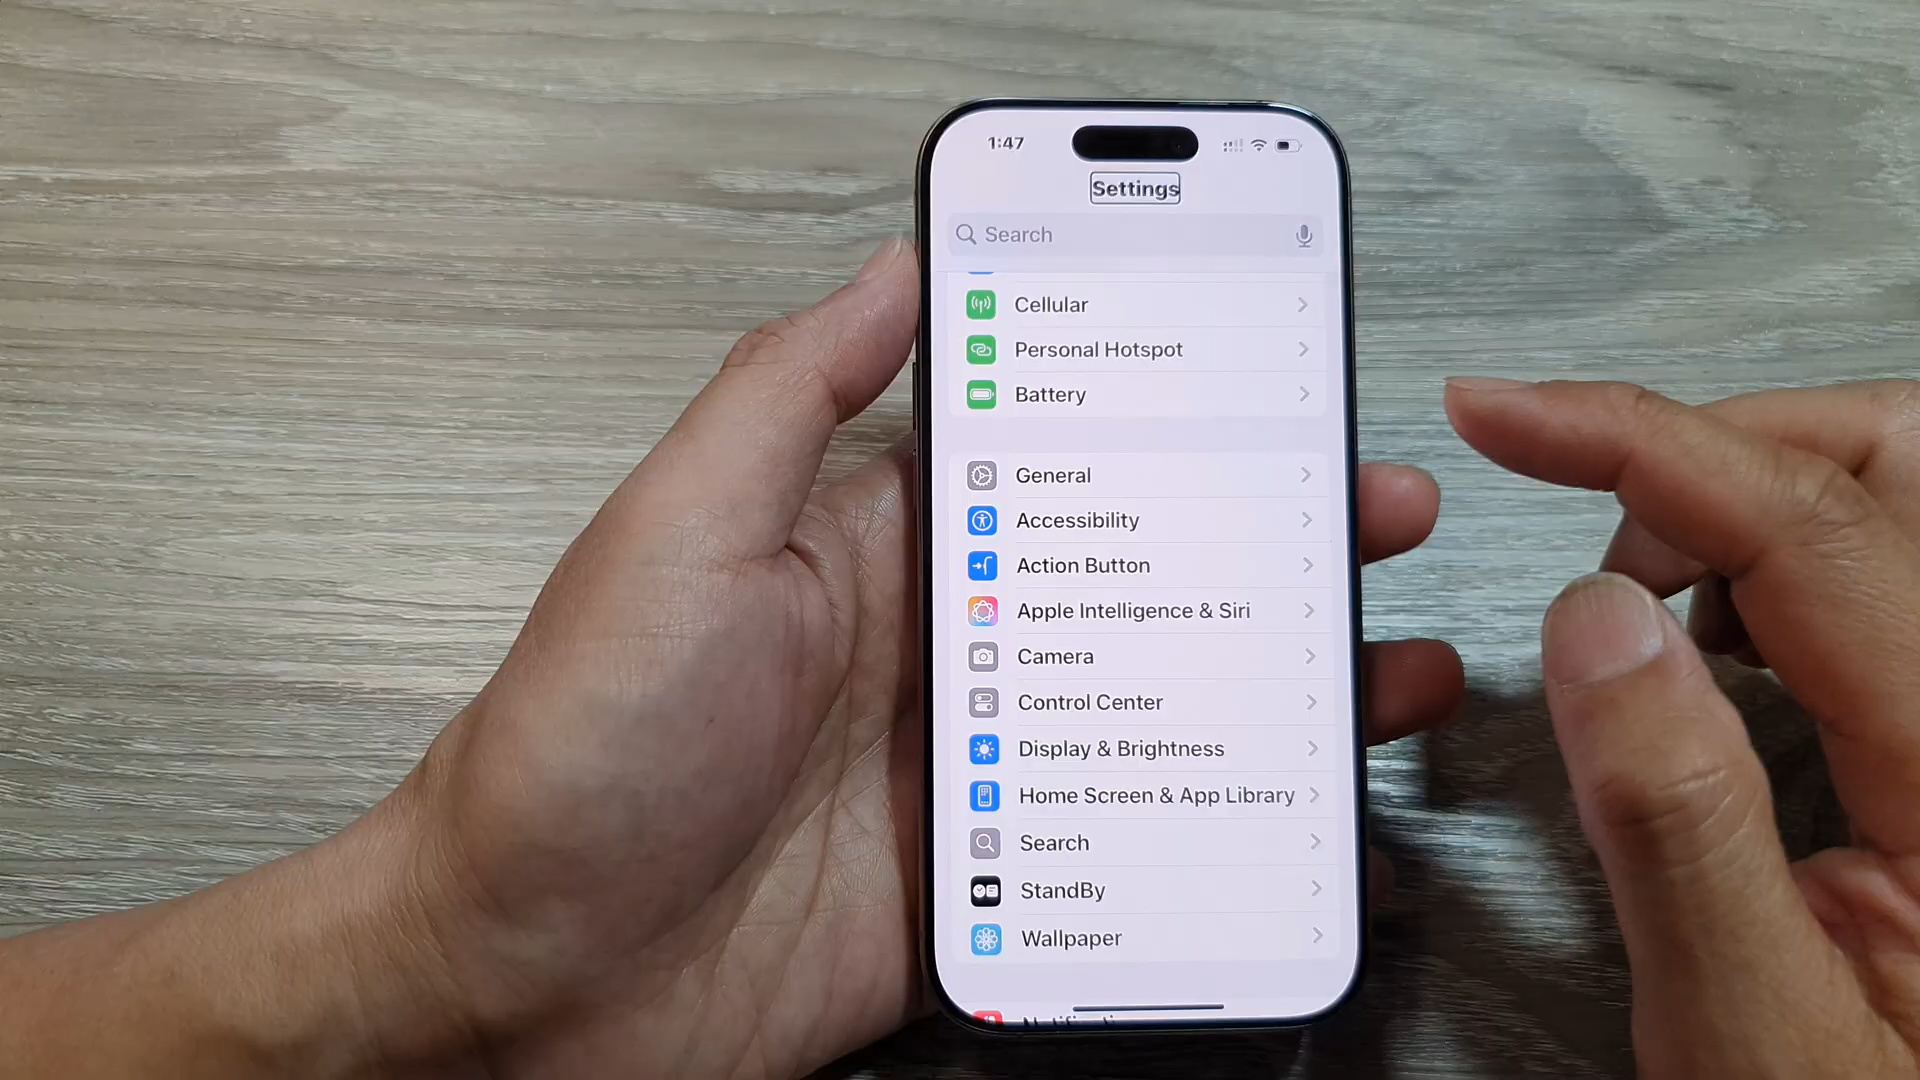 1:47
Settings
Search
Cellular
Personal Hotspot
Battery
General
Accessibility
Action Button
Apple Intelligence & Siri
Camera
Control Center
Display & Brightness
Home Screen & App Library
Search
StandBy
Wallpaper